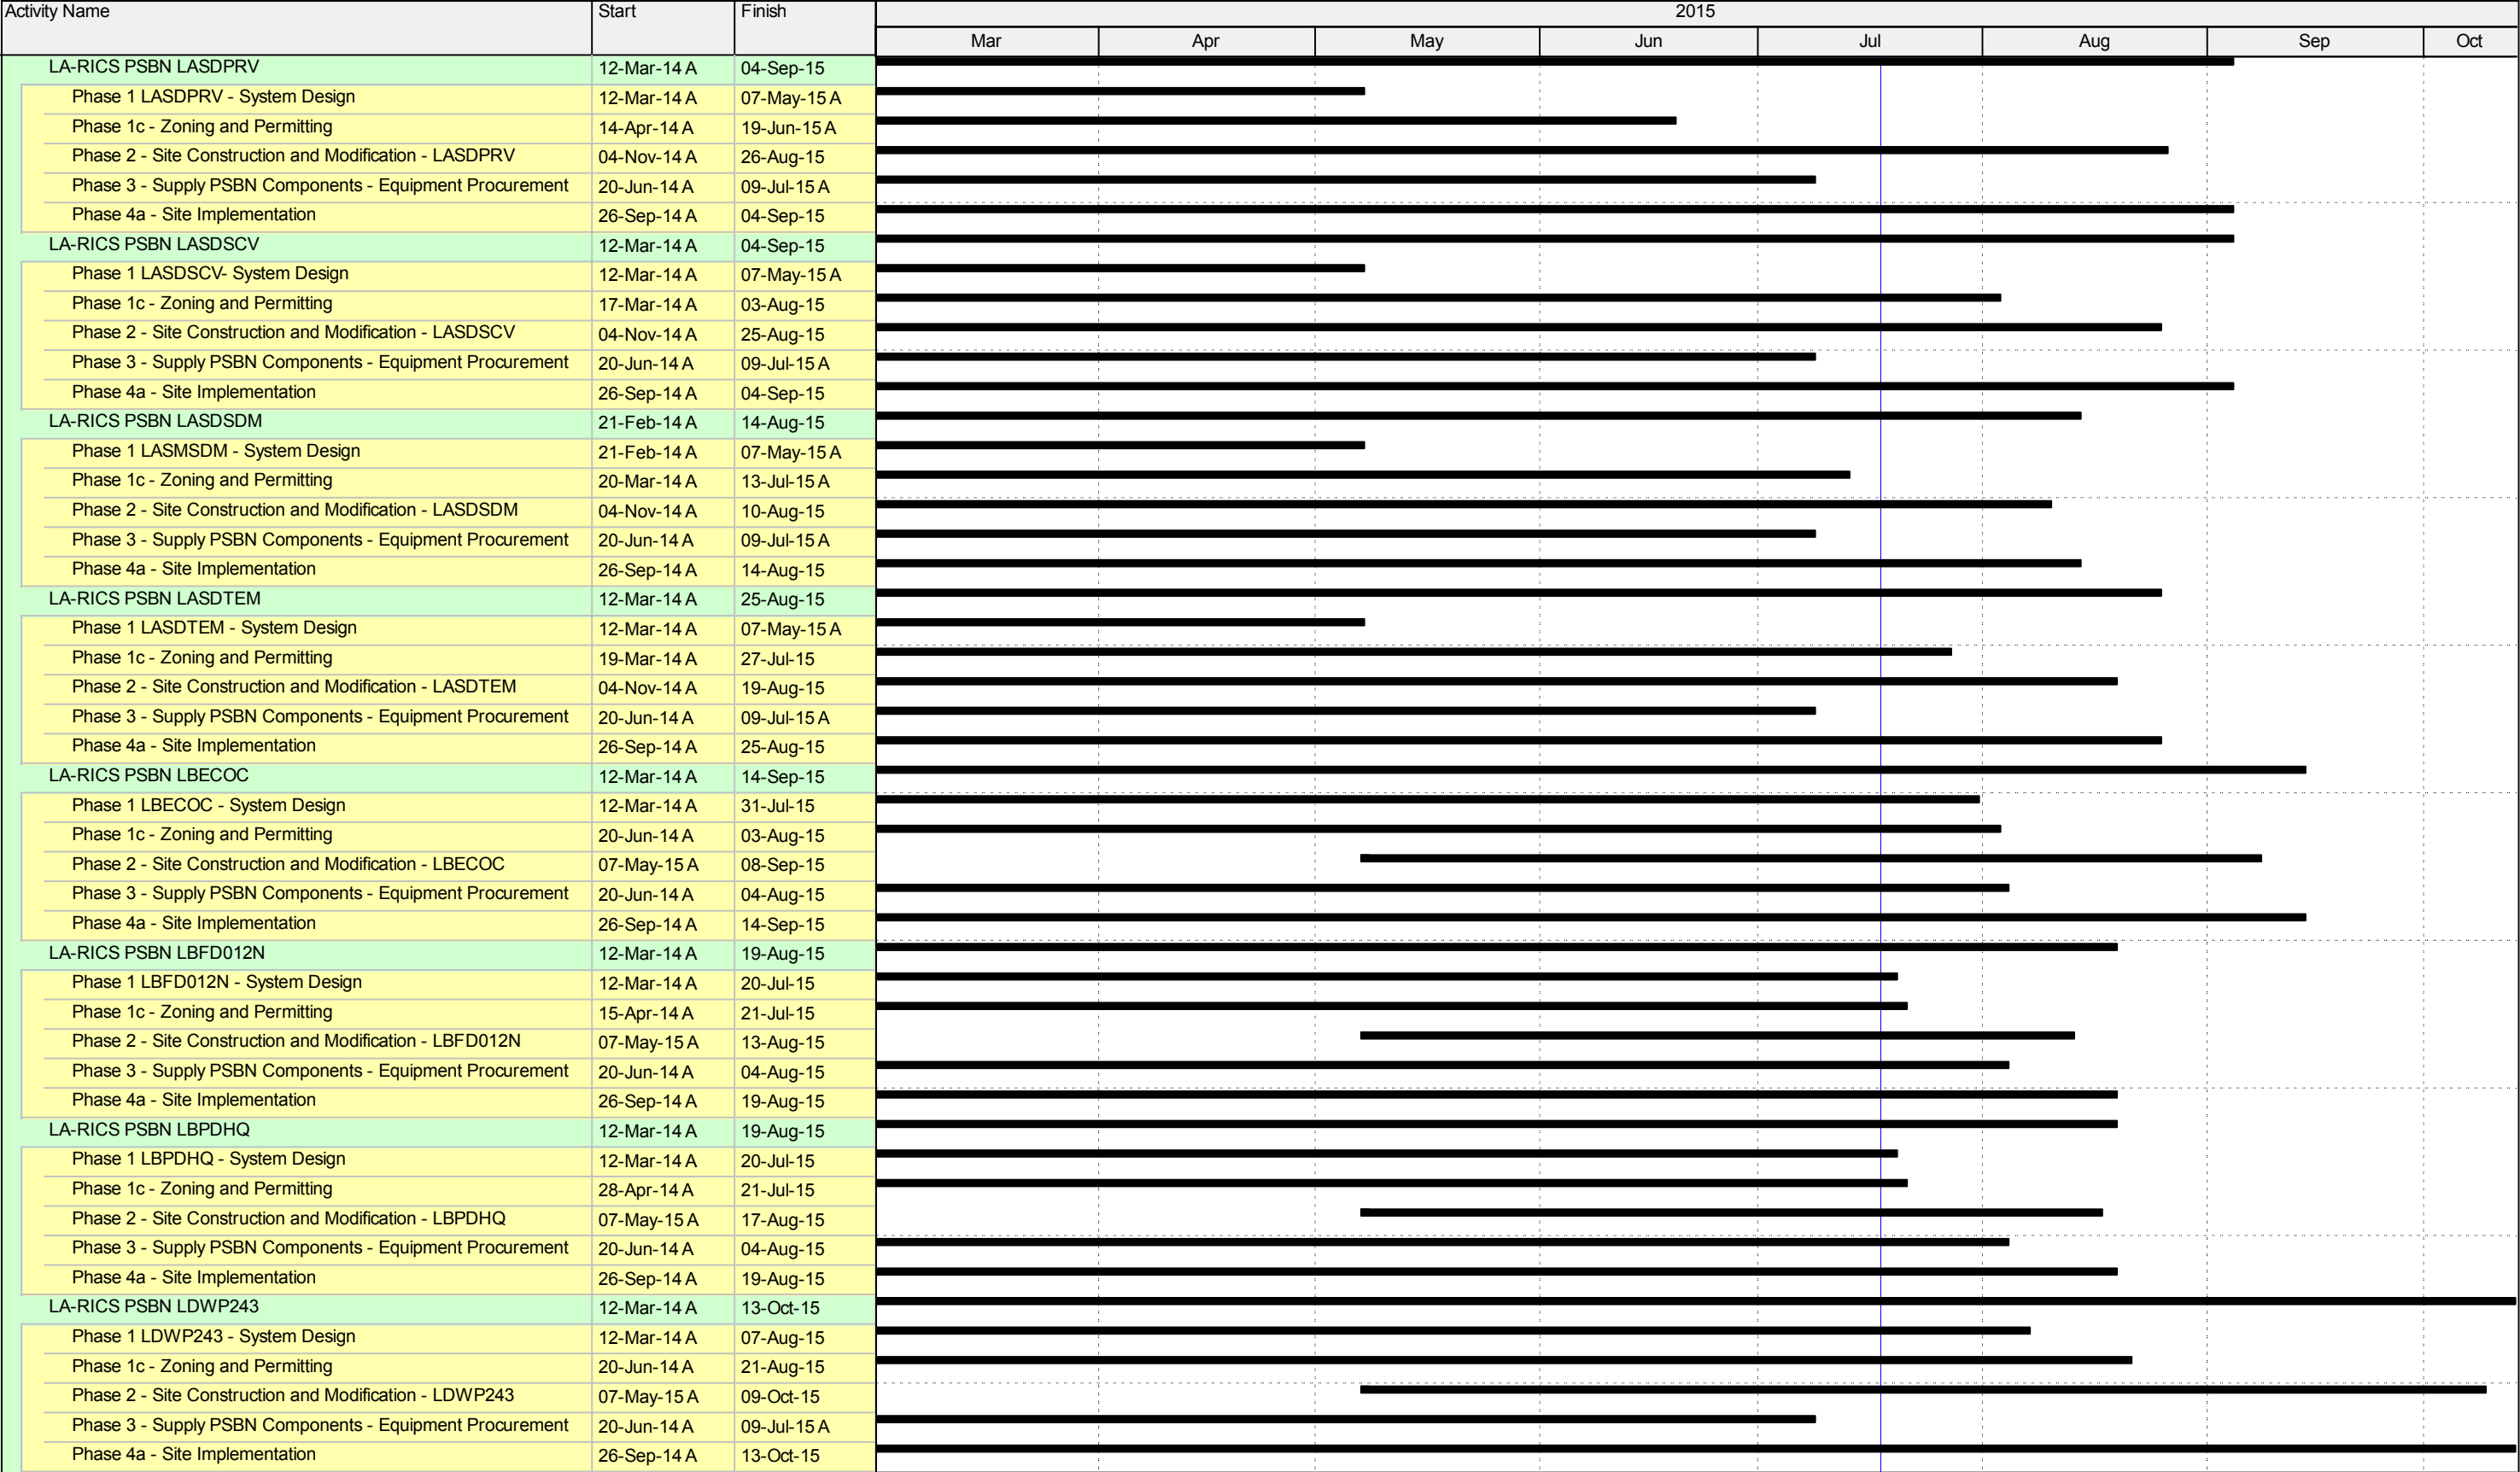 Activity Name Start Finish 2015
Mar Apr May Jun Jul Aug Sep Oct
LA-RICS PSBN LASDPRV 12-Mar-14 A 04-Sep-15
Phase 1 LASDPRV - System Design 12-Mar-14 A 07-May-15 A
Phase 1c - Zoning and Permitting 14-Apr-14 A 19-Jun-15 A
Phase 2 - Site Construction and Modification - LASDPRV 04-Nov-14 A 26-Aug-15
Phase 3 - Supply PSBN Components - Equipment Procurement 20-Jun-14 A 09-Jul-15 A
Phase 4a - Site Implementation 26-Sep-14 A 04-Sep-15
LA-RICS PSBN LASDSCV 12-Mar-14 A 04-Sep-15
Phase 1 LASDSCV- System Design 12-Mar-14 A 07-May-15 A
Phase 1c - Zoning and Permitting 17-Mar-14 A 03-Aug-15
Phase 2 - Site Construction and Modification - LASDSCV 04-Nov-14 A 25-Aug-15
Phase 3 - Supply PSBN Components - Equipment Procurement 20-Jun-14 A 09-Jul-15 A
Phase 4a - Site Implementation 26-Sep-14 A 04-Sep-15
LA-RICS PSBN LASDSDM 21-Feb-14 A 14-Aug-15
Phase 1 LASMSDM - System Design 21-Feb-14 A 07-May-15 A
Phase 1c - Zoning and Permitting 20-Mar-14 A 13-Jul-15 A
Phase 2 - Site Construction and Modification - LASDSDM 04-Nov-14 A 10-Aug-15
Phase 3 - Supply PSBN Components - Equipment Procurement 20-Jun-14 A 09-Jul-15 A
Phase 4a - Site Implementation 26-Sep-14 A 14-Aug-15
LA-RICS PSBN LASDTEM 12-Mar-14 A 25-Aug-15
Phase 1 LASDTEM - System Design 12-Mar-14 A 07-May-15 A
Phase 1c - Zoning and Permitting 19-Mar-14 A 27-Jul-15
Phase 2 - Site Construction and Modification - LASDTEM 04-Nov-14 A 19-Aug-15
Phase 3 - Supply PSBN Components - Equipment Procurement 20-Jun-14 A 09-Jul-15 A
Phase 4a - Site Implementation 26-Sep-14 A 25-Aug-15
LA-RICS PSBN LBECOC 12-Mar-14 A 14-Sep-15
Phase 1 LBECOC - System Design 12-Mar-14 A 31-Jul-15
Phase 1c - Zoning and Permitting 20-Jun-14 A 03-Aug-15
Phase 2 - Site Construction and Modification - LBECOC 07-May-15 A 08-Sep-15
Phase 3 - Supply PSBN Components - Equipment Procurement 20-Jun-14 A 04-Aug-15
Phase 4a - Site Implementation 26-Sep-14 A 14-Sep-15
LA-RICS PSBN LBFD012N 12-Mar-14 A 19-Aug-15
Phase 1 LBFD012N - System Design 12-Mar-14 A 20-Jul-15
Phase 1c - Zoning and Permitting 15-Apr-14 A 21-Jul-15
Phase 2 - Site Construction and Modification - LBFD012N 07-May-15 A 13-Aug-15
Phase 3 - Supply PSBN Components - Equipment Procurement 20-Jun-14 A 04-Aug-15
Phase 4a - Site Implementation 26-Sep-14 A 19-Aug-15
LA-RICS PSBN LBPDHQ 12-Mar-14 A 19-Aug-15
Phase 1 LBPDHQ - System Design 12-Mar-14 A 20-Jul-15
Phase 1c - Zoning and Permitting 28-Apr-14 A 21-Jul-15
Phase 2 - Site Construction and Modification - LBPDHQ 07-May-15 A 17-Aug-15
Phase 3 - Supply PSBN Components - Equipment Procurement 20-Jun-14 A 04-Aug-15
Phase 4a - Site Implementation 26-Sep-14 A 19-Aug-15
LA-RICS PSBN LDWP243 12-Mar-14 A 13-Oct-15
Phase 1 LDWP243 - System Design 12-Mar-14 A 07-Aug-15
Phase 1c - Zoning and Permitting 20-Jun-14 A 21-Aug-15
Phase 2 - Site Construction and Modification - LDWP243 07-May-15 A 09-Oct-15
Phase 3 - Supply PSBN Components - Equipment Procurement 20-Jun-14 A 09-Jul-15 A
Phase 4a - Site Implementation 26-Sep-14 A 13-Oct-15